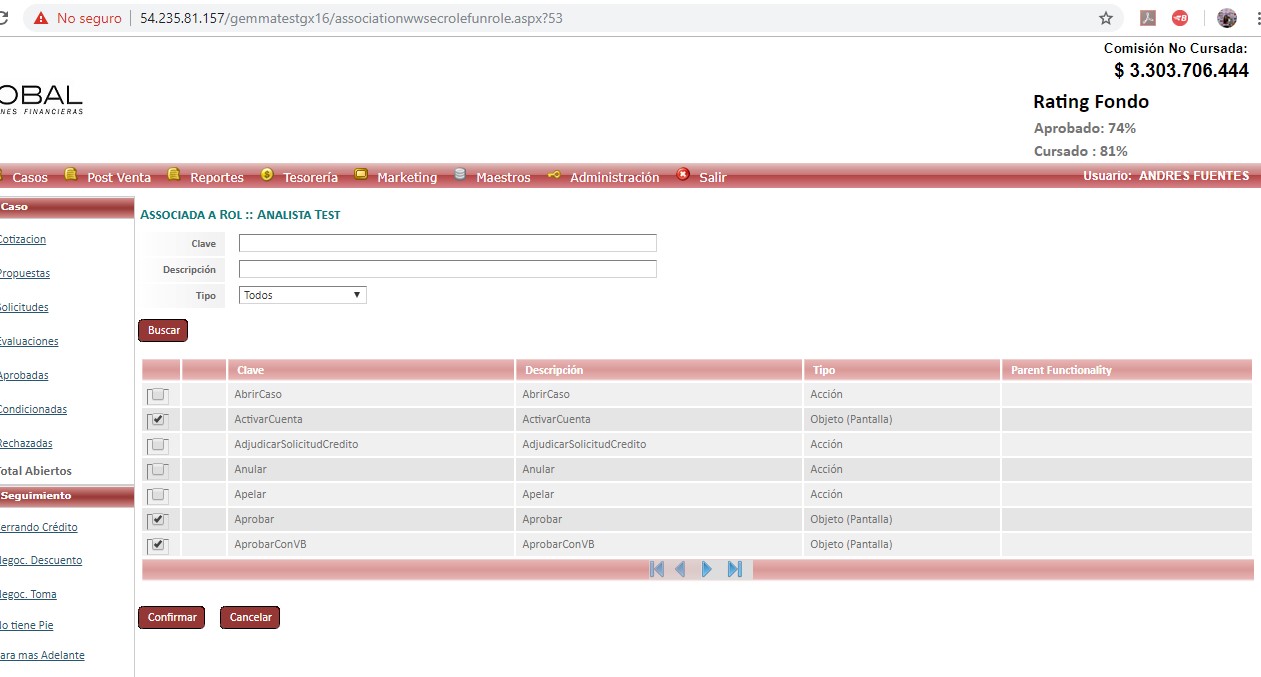 No seguro | 54.235.81.157/gemmatestgx16/associationwwsecrolefunrole.aspx?53
Comisión No Cursada:
$ 3.303.706.444
OBAL
NES FINANCIERAS
Rating Fondo
Aprobado: 74%
Cursado : 81%
Casos Post Venta Reportes Tesorería Marketing Maestros Administración Salir Usuario: ANDRES FUENTES
Caso
Cotizacion
Propuestas
Solicitudes
Evaluaciones
Aprobadas
Condicionadas
Rechazadas
Total Abiertos
Seguimiento
errando Crédito
Negoc. Descuento
Negoc. Toma
No tiene Pie
ara mas Adelante
Associada a Rol :: Analista Test
Clave
Descripción
Tipo Todos
Buscar
Clave Descripción Tipo Parent Functionality
AbrirCaso AbrirCaso Acción
ActivarCuenta ActivarCuenta Objeto (Pantalla)
AdjudicarSolicitudCredito AdjudicarSolicitudCredito Acción
Anular Anular Acción
Apelar Apelar Acción
Aprobar Aprobar Objeto (Pantalla)
AprobarConVB AprobarConVB Objeto (Pantalla)
Confirmar Cancelar